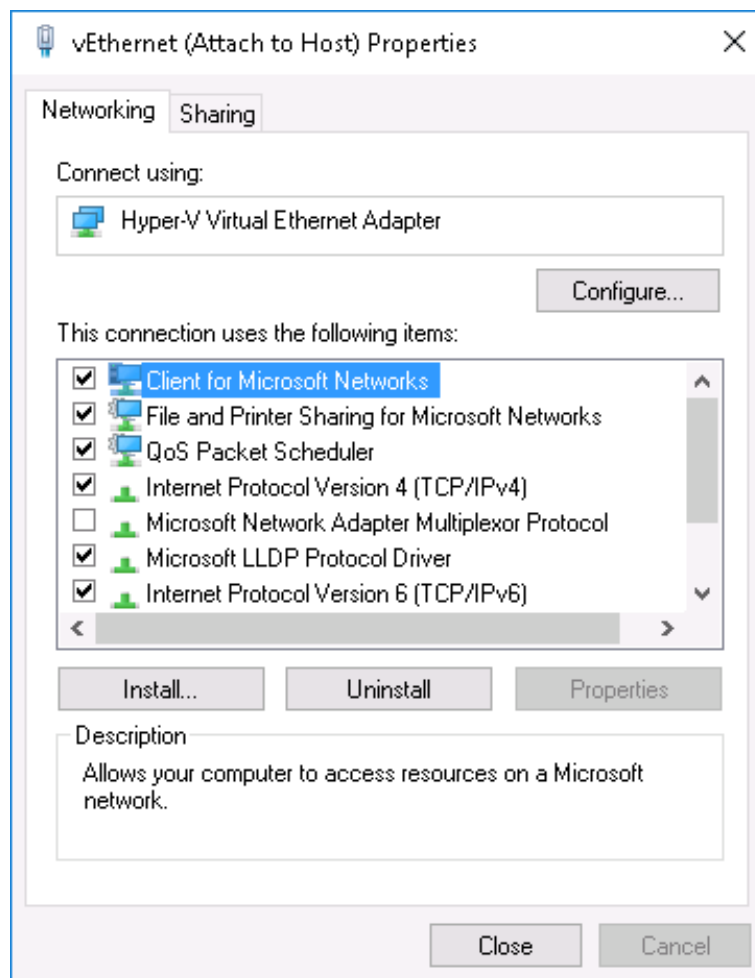 vEthernet (Attach to Host) Properties
Networking
Sharing
Connect using:
Hyper-V Virtual Ethernet Adapter
Configure...
This connection uses the following items:
Client for Microsoft Networks
File and Printer Sharing for Microsoft Networks
QoS Packet Scheduler
Internet Protocol Version 4 (TCP/IPv4)
Microsoft Network Adapter Multiplexor Protocol
Microsoft LLDP Protocol Driver
Internet Protocol Version 6 (TCP/IPv6)
Install...
Uninstall
Properties
Description
Allows your computer to access resources on a Microsoft
network.
Close
Cancel